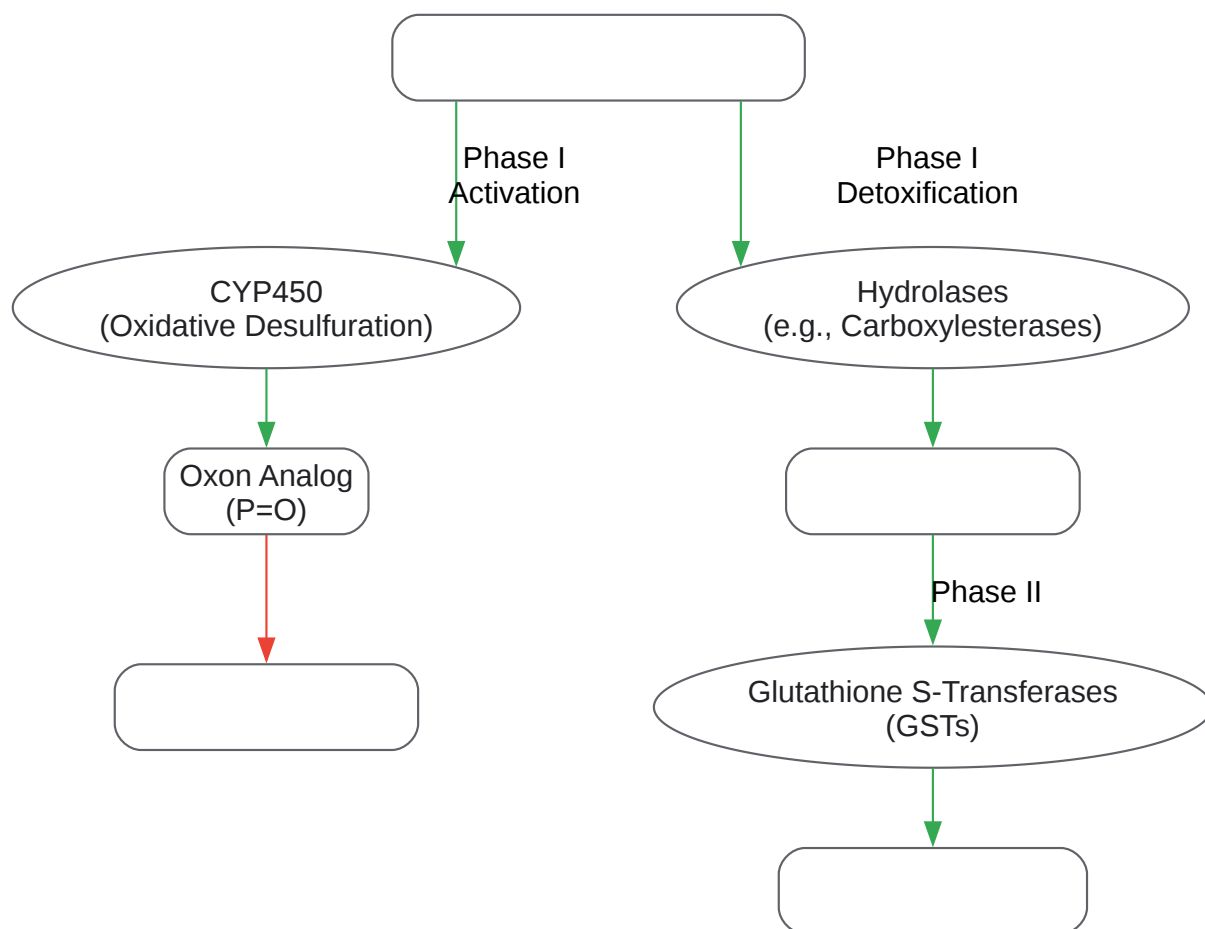 Phase I
Activation
Phase I
Detoxification
CYP450
(Oxidative Desulfuration)
Hydrolases
(e.g., Carboxylesterases)
Oxon Analog
(P=O)
Phase II
Glutathione S-Transferases
(GSTs)